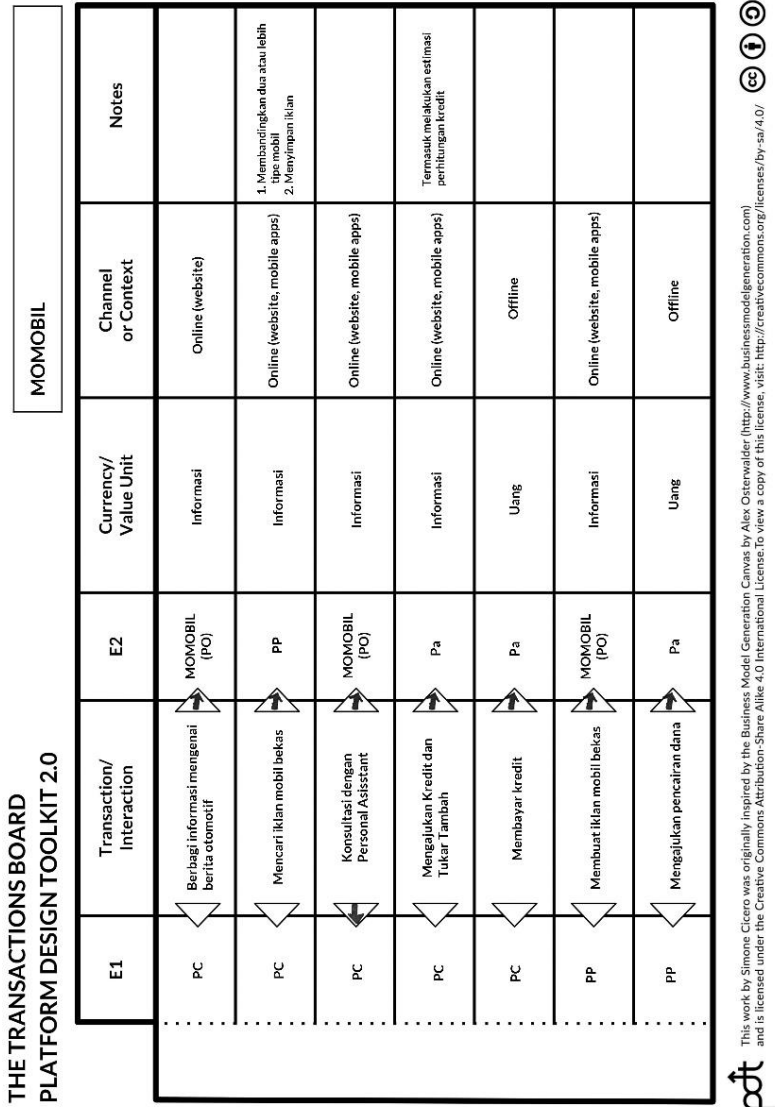 THE TRANSACTIONS BOARD
PLATFORM DESIGN TOOLKIT 2.0
MOMOBIL
E1
Transaction/
Interaction
E2
Currency/
Value Unit
Channel
or Context
Notes
PC
Berbagi informasi mengenai
berita otomotif
MOMOBIL
(PO)
Informasi
Online (website)
PC
Mencari iklan mobil bekas
PP
Informasi
Online (website, mobile apps)
1. Membandingkan dua atau lebih
tipe mobil
2. Menyimpan iklan
PC
Konsultasi dengan
Personal Asisstant
MOMOBIL
(PO)
Informasi
Online (website, mobile apps)
PC
Mengajukan Kredit dan
Tukar Tambah
Pa
Informasi
Online (website, mobile apps)
Termasuk melakukan estimasi
perhitungan kredit
PC
Membayar kredit
Pa
Uang
Offline
PP
Membuat iklan mobil bekas
MOMOBIL
(PO)
Informasi
Online (website, mobile apps)
PP
Mengajukan pencairan dana
Pa
Uang
Offline
pdt
This work by Simone Cicero was originally inspired by the Business Model Generation Canvas by Alex Osterwalder (http://www.businessmodelgeneration.com)
and is licensed under the Creative Commons Attribution-Share Alike 4.0 International License.To view a copy of this license, visit: http://creativecommons.org/licenses/by-sa/4.0/
cc